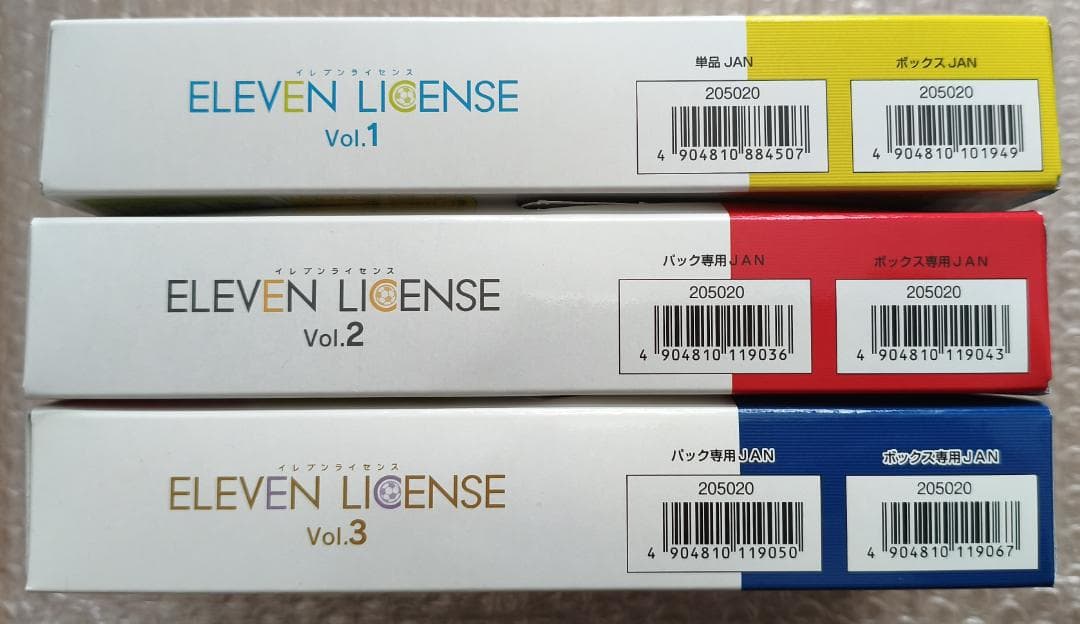 イレブンライセンス
ELEVEN LICENSE
Vol.1
単品 JAN
205020
4 904810 884507
ボックス JAN
205020
4 904810 101949
イレブンライセンス
ELEVEN LICENSE
Vol.2
パック専用JAN
205020
4 904810 119036
ボックス専用JAN
205020
4 904810 119043
イレブンライセンス
ELEVEN LICENSE
Vol.3
パック専用JAN
205020
4 904810 119050
ボックス専用JAN
205020
4 904810 119067